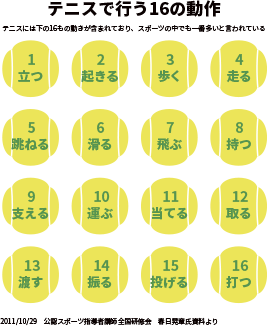 テニスで行う16の動作
テニスには下の16もの動きが含まれており、スポーツの中でも一番多いと言われている
1 2 3 4
立つ 起きる 歩く 走る
5 6 7 8
跳ねる 滑る 飛ぶ 持つ
9 10 11 12
支える 運ぶ 当てる 取る
13 14 15 16
渡す 振る 投げる 打つ
2011/10/29 公認スポーツ指導者講師全国研修会 春日晃章氏資料より